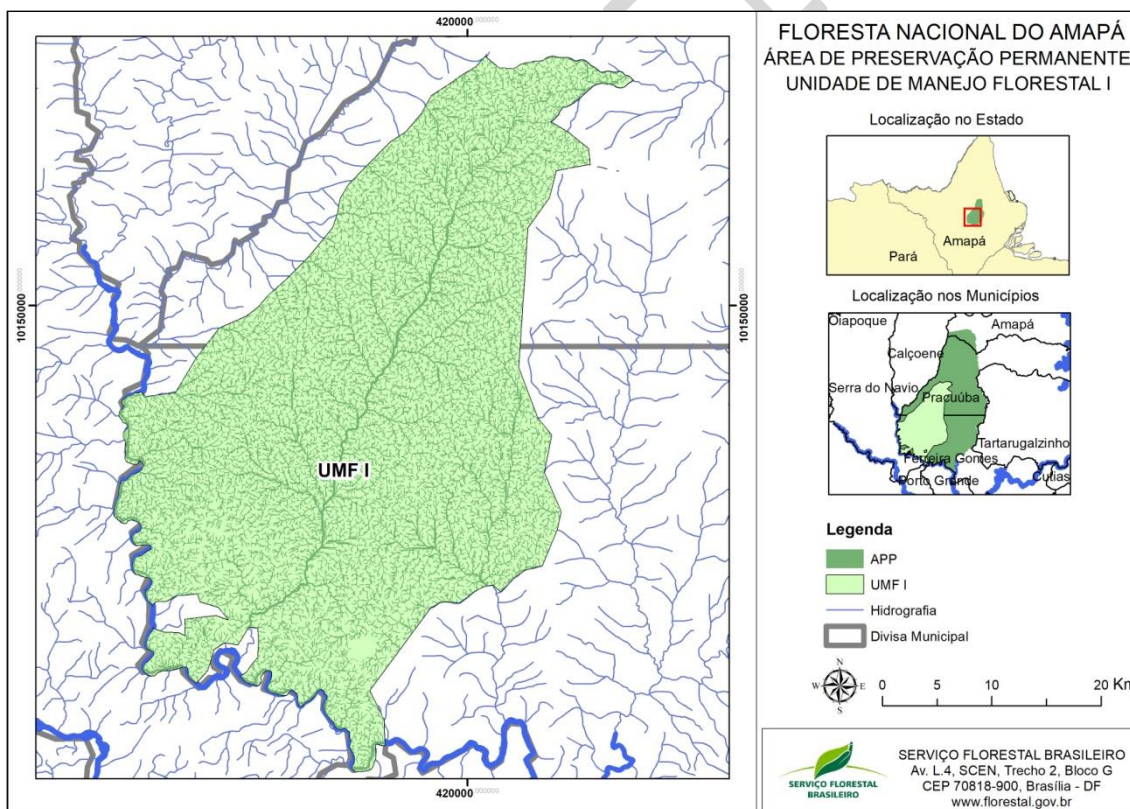 420000
10150000
10150000
UMF I
420000
FLORESTA NACIONAL DO AMAPÁ
ÁREA DE PRESERVAÇÃO PERMANENTE
UNIDADE DE MANEJO FLORESTAL I
Localização no Estado
Amapá
Pará
Localização nos Municípios
Oiapoque
Amapá
Calçoene
Serra do Navio
Pracuúba
Tartarugalzinho
Ferreira Gomes
Porto Grande
Cutias
Legenda
APP
UMF I
Hidrografia
Divisa Municipal
N
W E
S
0 5 10 20 Km
SERVIÇO FLORESTAL
BRASILEIRO
SERVIÇO FLORESTAL BRASILEIRO
Av. L.4, SCEN, Trecho 2, Bloco G
CEP 70818-900, Brasília - DF
www.florestal.gov.br